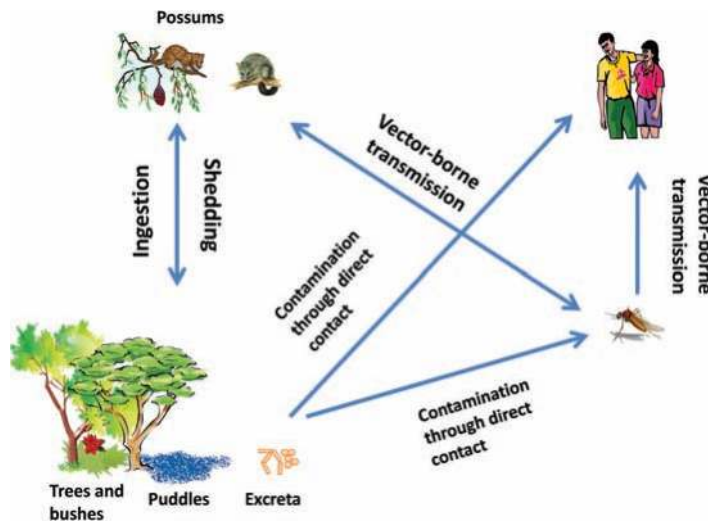 Possums
Vector-borne
transmission
Ingestion
Shedding
Vector-borne
transmission
Contamination
through direct
contact
Contamination
through direct
contact
Trees and
bushes
Puddles
Excreta